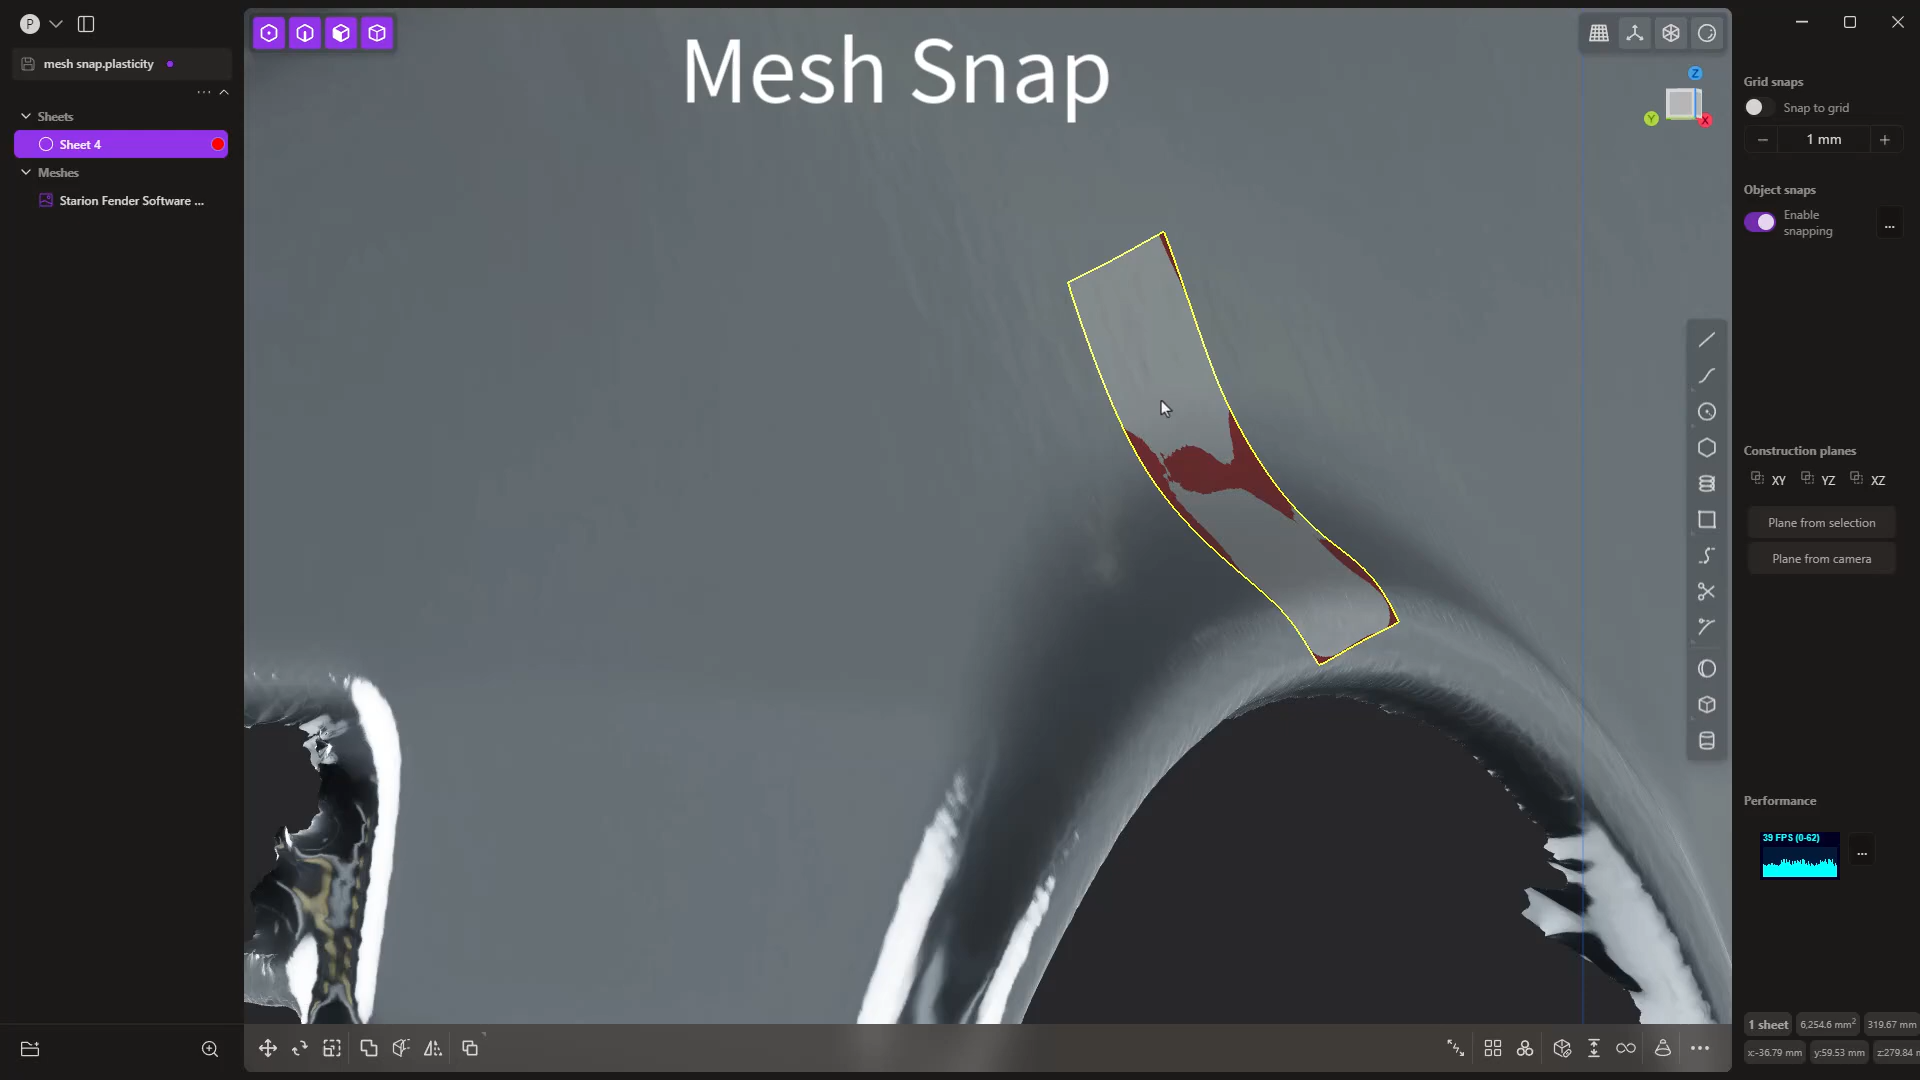 P
mesh snap.plasticity
Sheets
Sheet 4
Meshes
Starion Fender Software ...
Mesh Snap
Z
Y
X
Grid snaps
Snap to grid
1 mm
Object snaps
Enable
snapping
...
Construction planes
XY
YZ
XZ
Plane from selection
Plane from camera
Performance
39 FPS (0-62)
...
1 sheet
6,254.6 mm²
319.67 mm
x:-36.79 mm
y:59.53 mm
z:279.84